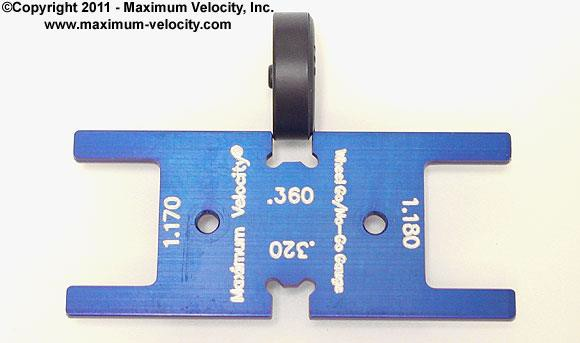 ©Copyright 2011 - Maximum Velocity, Inc.
www.maximum-velocity.com
1.170
Maximum Velocity®
.360
.320
Wheel Go/No-Go Gauge
1.180